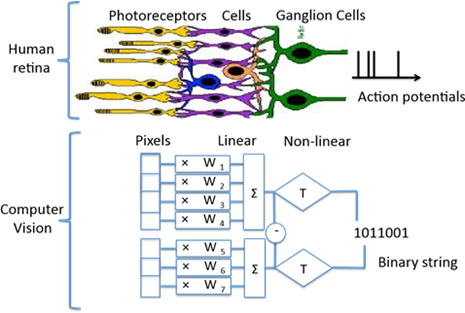 Photoreceptors Cells Ganglion Cells
Human
retina
Action potentials
Pixels Linear Non-linear
Computer
Vision
× W 1
× W 2
× W 3
× W 4
Σ
T
-
1011001
× W 5
× W 6
× W 7
Σ
T
Binary string